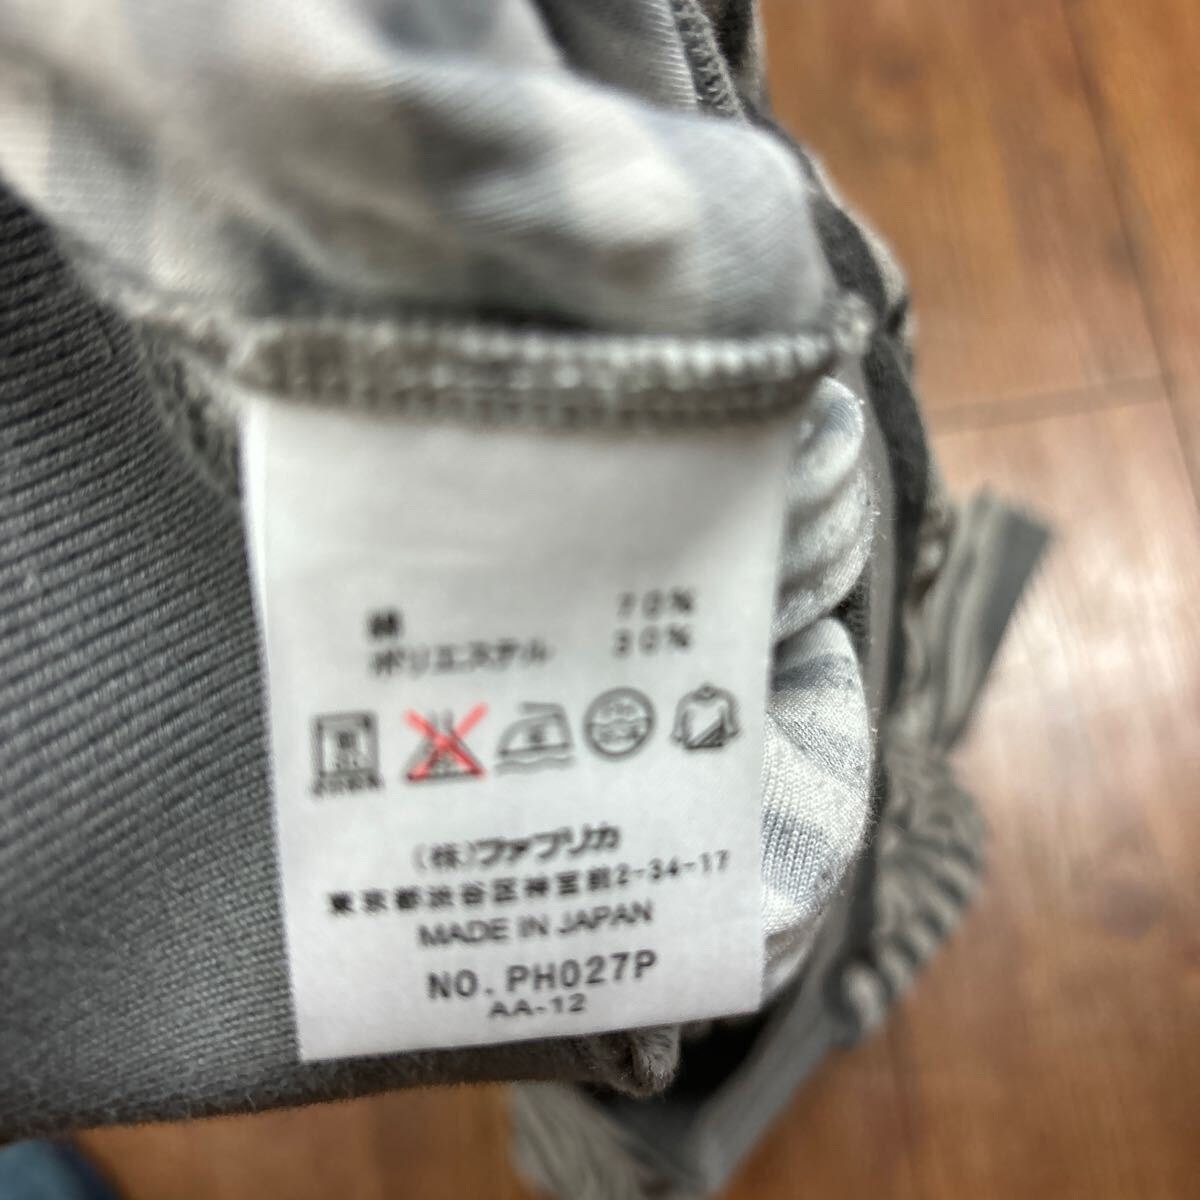 綿 70%
ポリエステル 30%
(株)ファブリカ
東京都渋谷区神宮前2-34-17
MADE IN JAPAN
NO.PH027P
AA-12